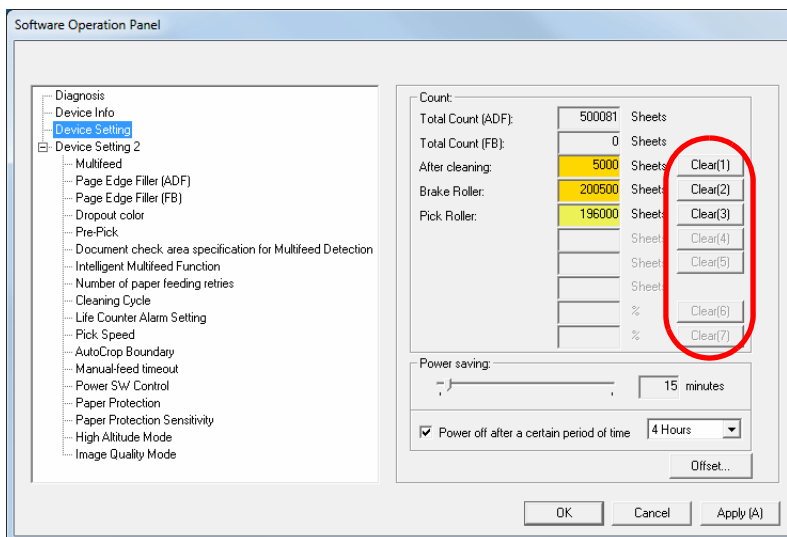 Software Operation Panel
Diagnosis
Device Info
Device Setting
Device Setting 2
Multifeed
Page Edge Filler (ADF)
Page Edge Filler (FB)
Dropout color
Pre-Pick
Document check area specification for Multifeed Detection
Intelligent Multifeed Function
Number of paper feeding retries
Cleaning Cycle
Life Counter Alarm Setting
Pick Speed
AutoCrop Boundary
Manual-feed timeout
Power SW Control
Paper Protection
Paper Protection Sensitivity
High Altitude Mode
Image Quality Mode
Count:
Total Count (ADF): 500081 Sheets
Total Count (FB): 0 Sheets
After cleaning: 5000 Sheets Clear(1)
Brake Roller: 200500 Sheets Clear(2)
Pick Roller: 196000 Sheets Clear(3)
Sheets Clear(4)
Sheets Clear(5)
Sheets
% Clear(6)
% Clear(7)
Power saving:
15 minutes
Power off after a certain period of time 4 Hours
Offset...
OK Cancel Apply (A)